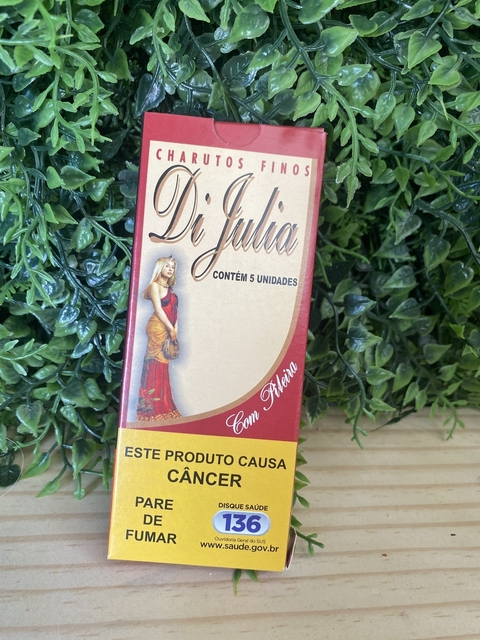 CHARUTOS FINOS
Di Julia
CONTÉM 5 UNIDADES
Com Piteira
ESTE PRODUTO CAUSA
CÂNCER
PARE
DE
FUMAR
DISQUE SAÚDE
136
Ouvidoria Geral do SUS
www.saude.gov.br